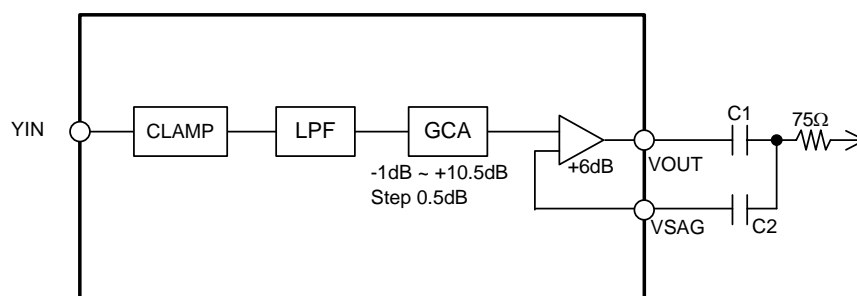 YIN
CLAMP
LPF
GCA
-1dB ~ +10.5dB
Step 0.5dB
+6dB
VOUT
VSAG
C1
C2
75Ω